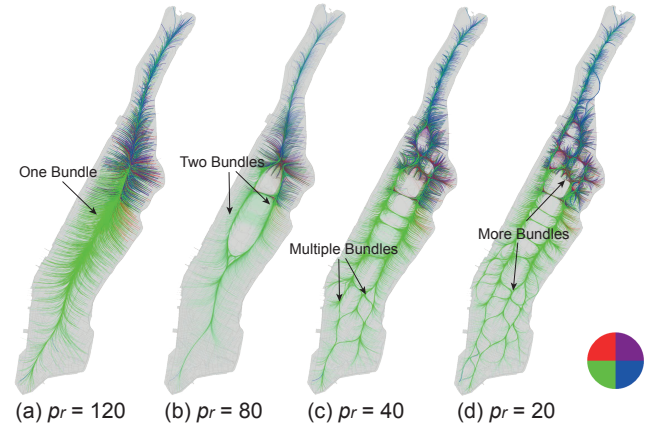 One Bundle
Two Bundles
Multiple Bundles
More Bundles
(a) pr = 120 (b) pr = 80 (c) pr = 40 (d) pr = 20